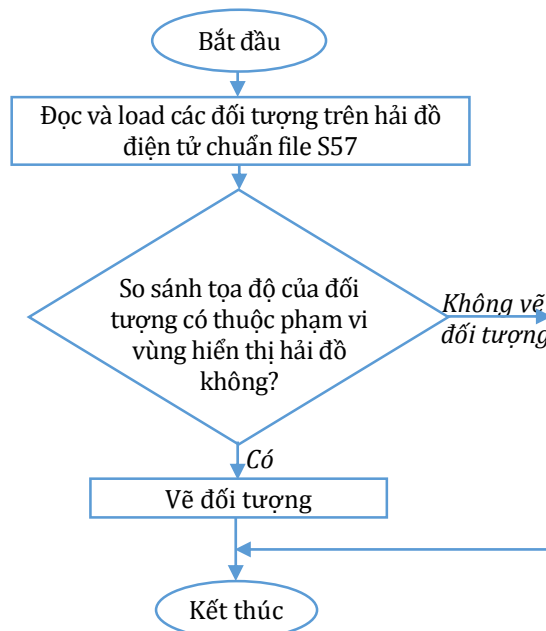 Bắt đầu
Đọc và load các đối tượng trên hải đồ
điện tử chuẩn file S57
So sánh tọa độ của đối
tượng có thuộc phạm vi
vùng hiển thị hải đồ
không?
Không vẽ
đối tượng
Có
Vẽ đối tượng
Kết thúc